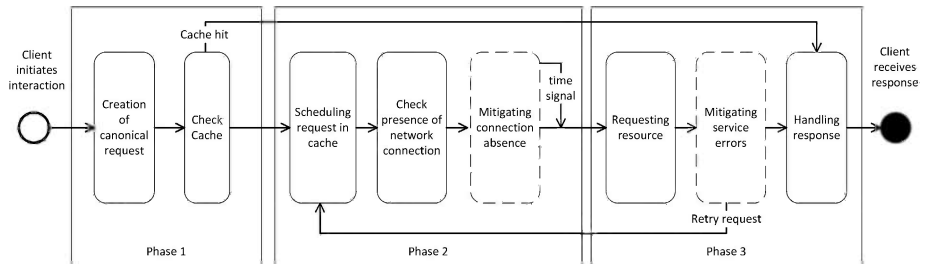 Client
initiates
interaction
Creation
of
canonical
request
Cache hit
Check
Cache
Phase 1
Scheduling
request in
cache
Check
presence of
network
connection
Mitigating
connection
absence
time
signal
Phase 2
Requesting
resource
Mitigating
service
errors
Retry request
Handling
response
Phase 3
Client
receives
response